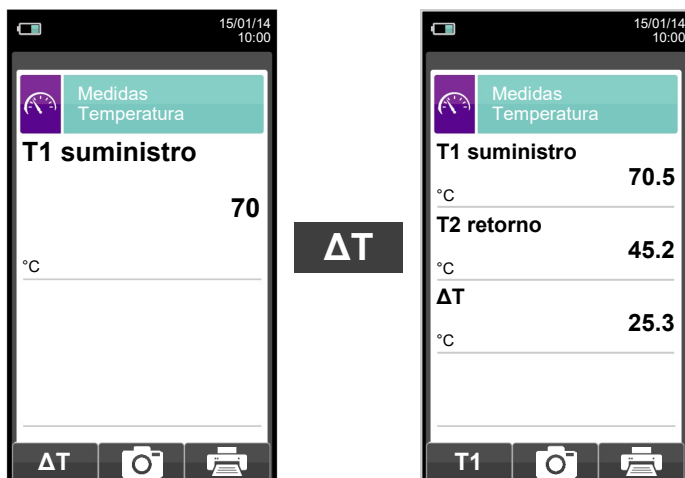 15/01/14
10:00
Medidas
Temperatura
T1 suministro
70
°C
ΔT
ΔT
15/01/14
10:00
Medidas
Temperatura
T1 suministro
70.5
°C
T2 retorno
45.2
°C
ΔT
25.3
°C
T1